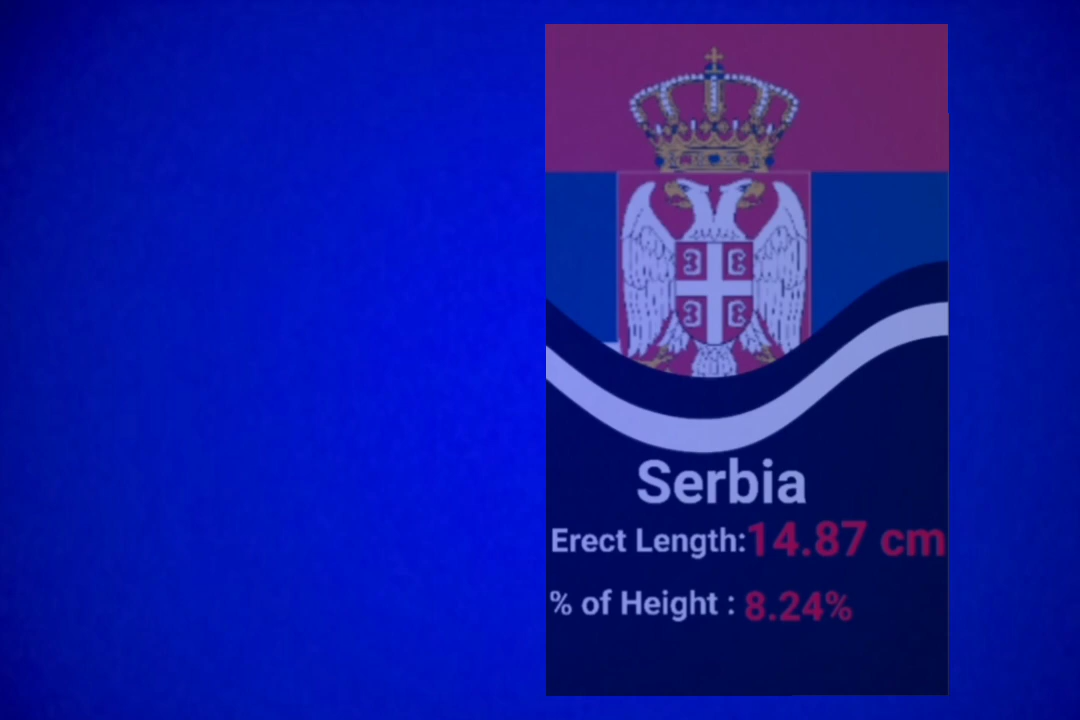 Serbia
Erect Length:14.87 cm
% of Height : 8.24%